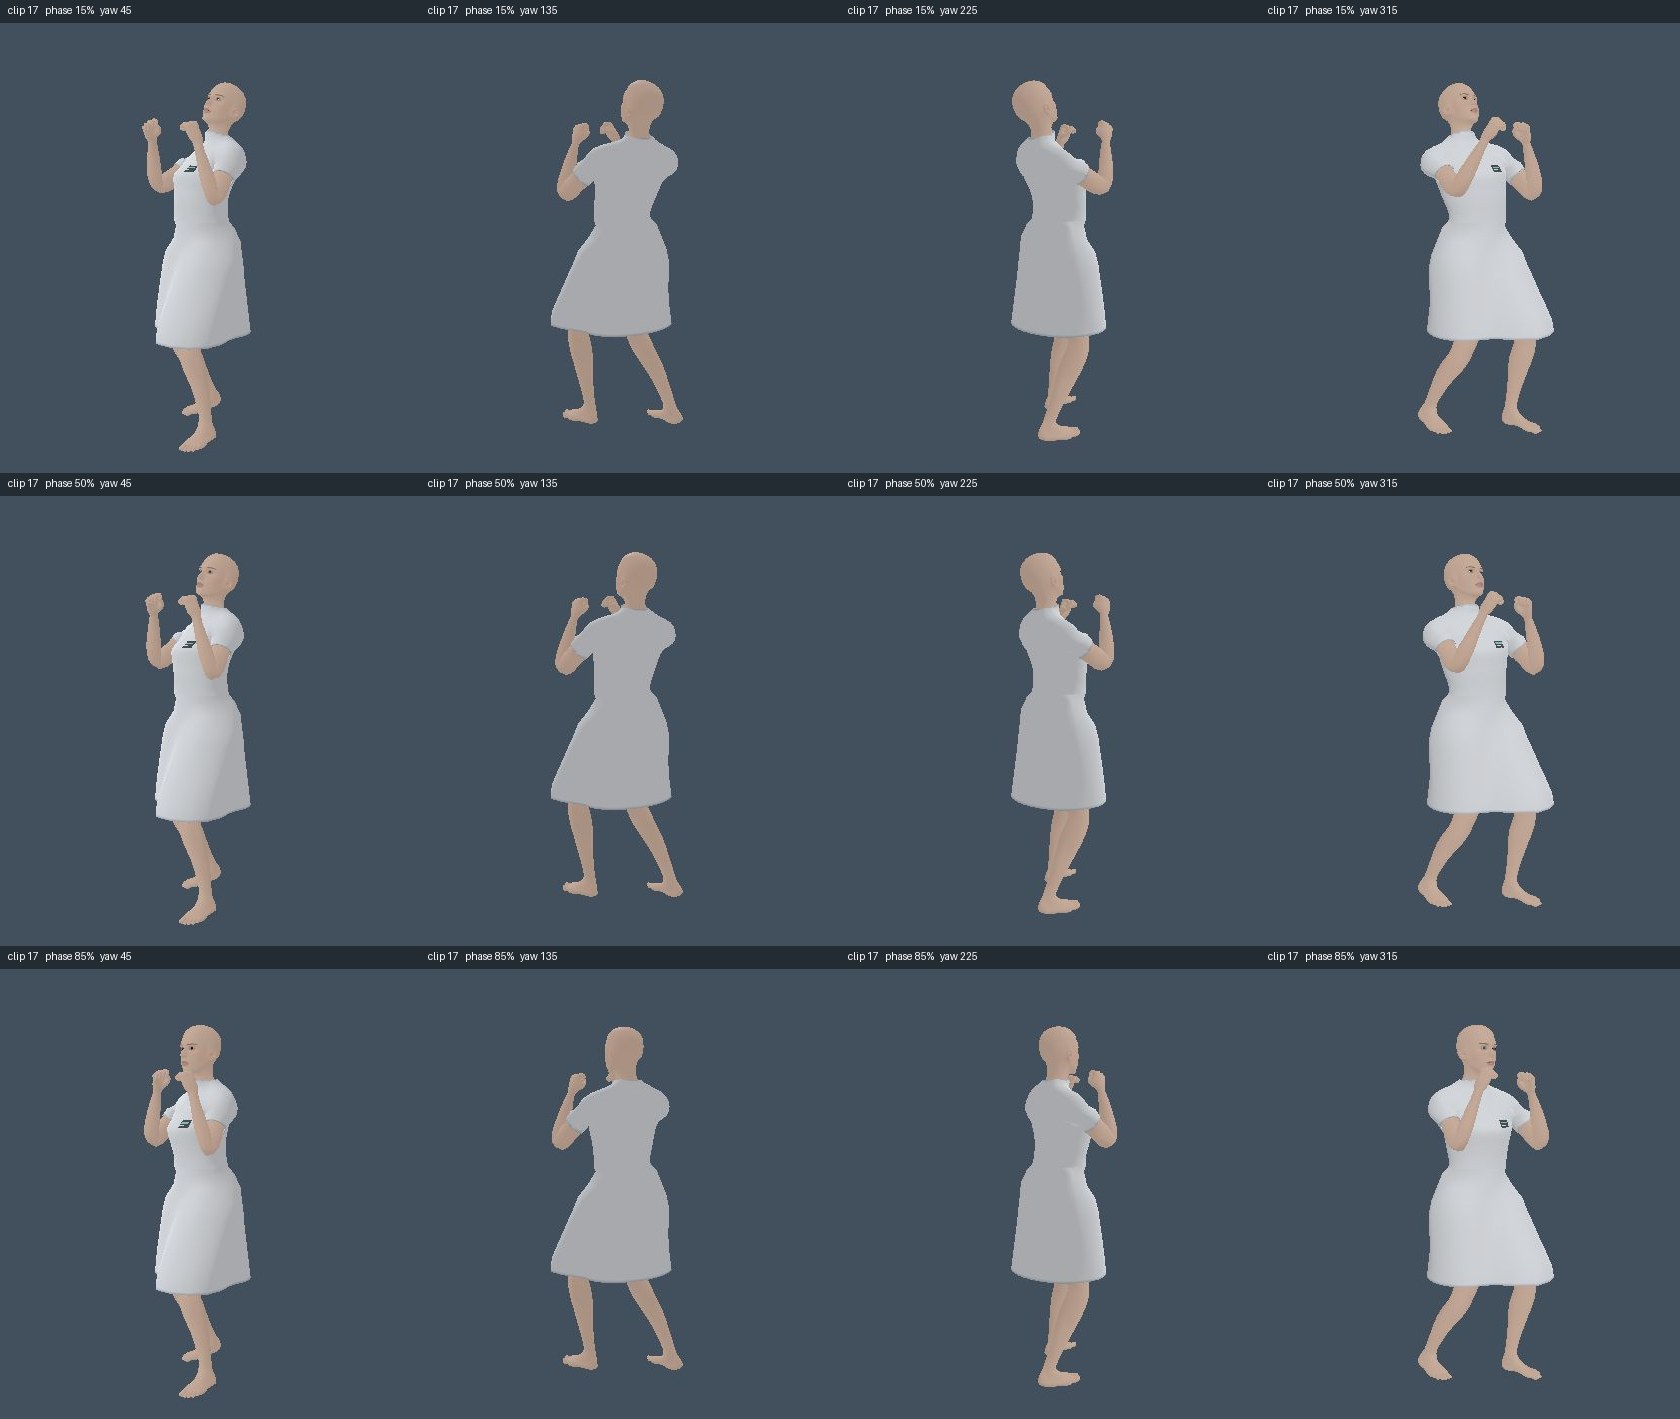 clip 17 phase 15% yaw 45
clip 17 phase 15% yaw 135
clip 17 phase 15% yaw 225
clip 17 phase 15% yaw 315
clip 17 phase 50% yaw 45
clip 17 phase 50% yaw 135
clip 17 phase 50% yaw 225
clip 17 phase 50% yaw 315
clip 17 phase 85% yaw 45
clip 17 phase 85% yaw 135
clip 17 phase 85% yaw 225
clip 17 phase 85% yaw 315